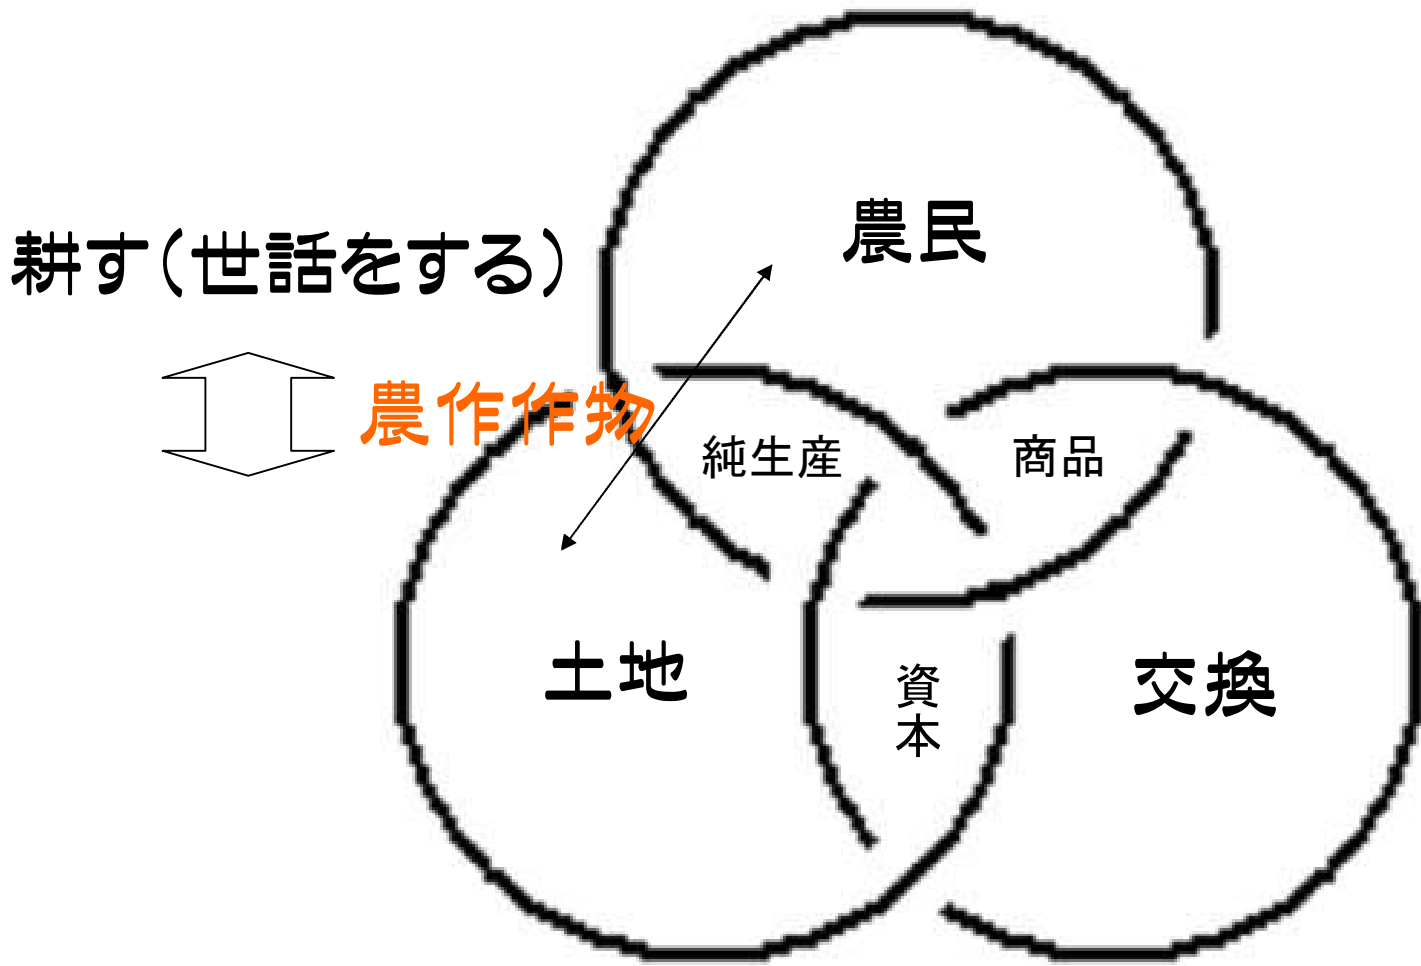 農民
耕す(世話をする)
農作作物
純生産
商品
土地
資本
交換